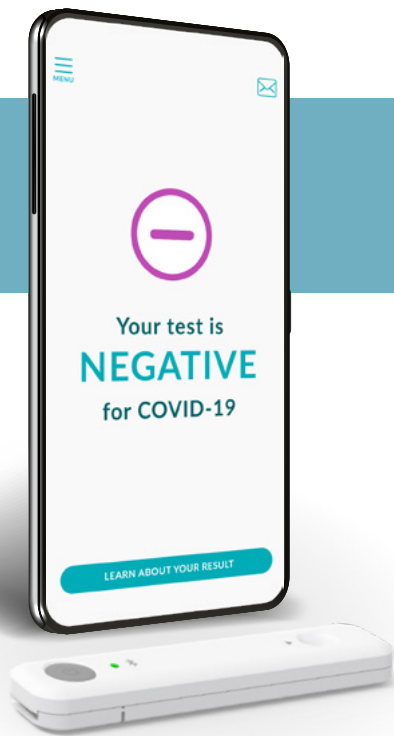 MENU
Your test is
NEGATIVE
for COVID-19
LEARN ABOUT YOUR RESULT